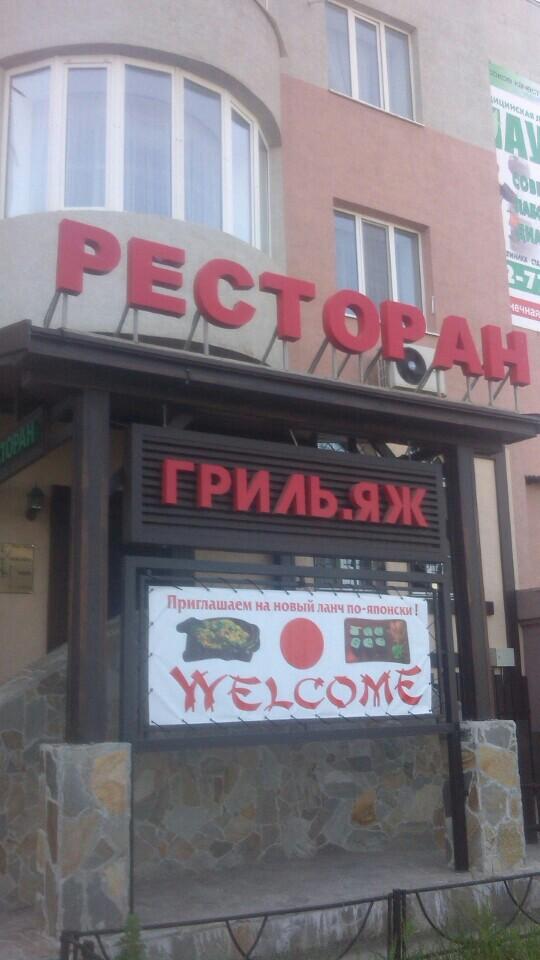 РЕСТОРАН
ГРИЛЬ.ЯЖ
Приглашаем на новый ланч по-японски!
WELCOME